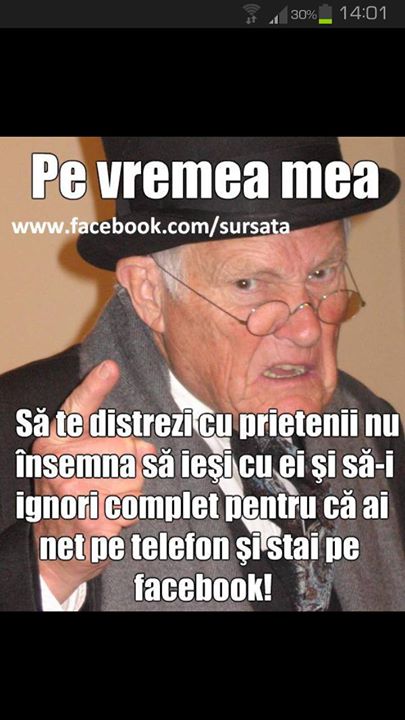 30% 14:01
Pe vremea mea
www.facebook.com/sursata
Să te distrezi cu prietenii nu
însemna să ieşi cu ei şi să-i
ignori complet pentru că ai
net pe telefon şi stai pe
facebook!